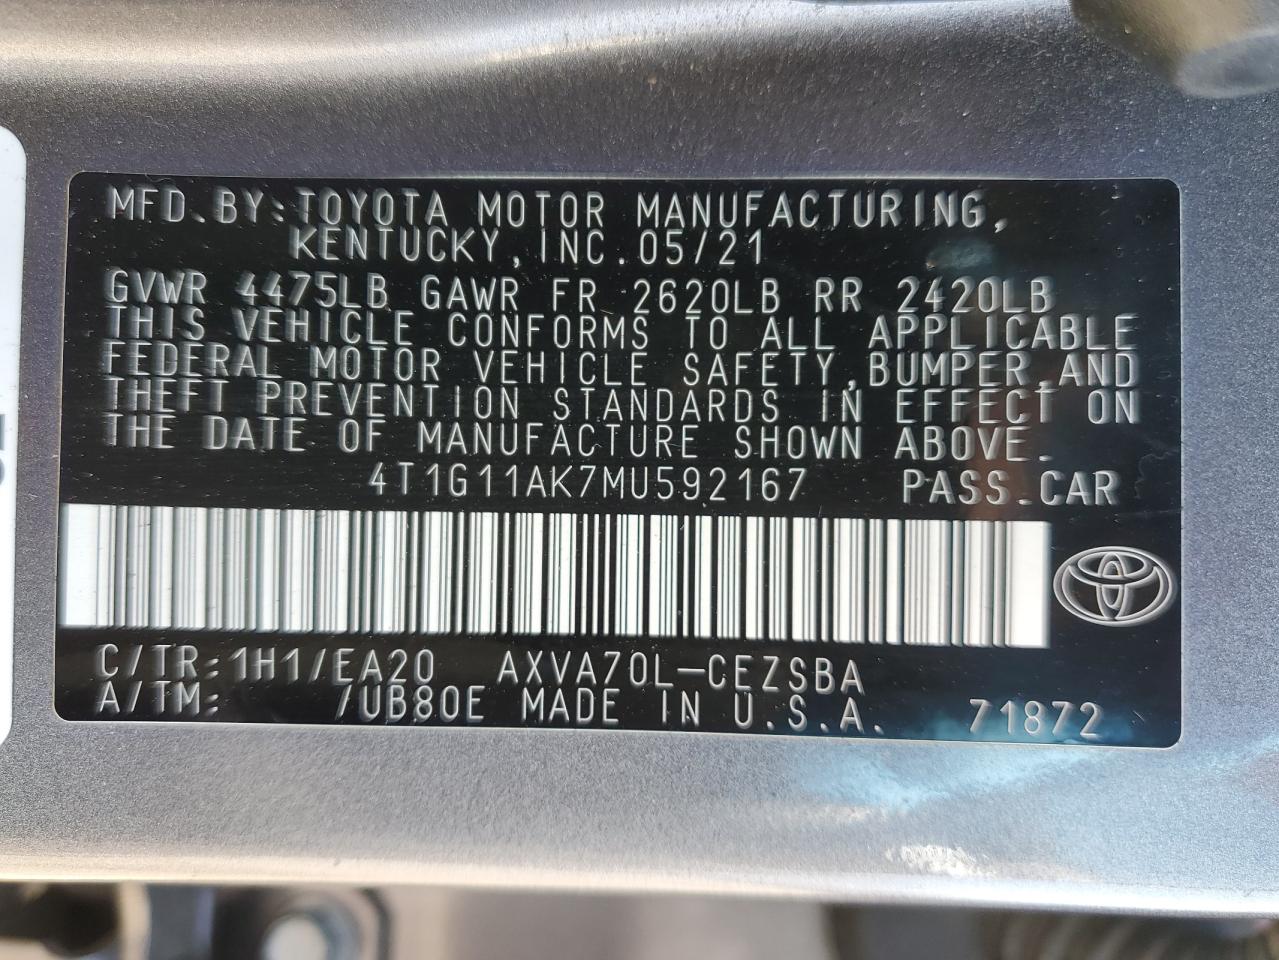 MFD.BY:TOYOTA MOTOR MANUFACTURING,
KENTUCKY,INC.05/21
GVWR 4475LB GAWR FR 2620LB RR 2420LB
THIS VEHICLE CONFORMS TO ALL APPLICABLE
FEDERAL MOTOR VEHICLE SAFETY,BUMPER,AND
THEFT PREVENTION STANDARDS IN EFFECT ON
THE DATE OF MANUFACTURE SHOWN ABOVE.
4T1G11AK7MU592167 PASS.CAR
C/TR:1H1/EA20 AXVA70L-CEZSBA
A/TM: /UB80E MADE IN U.S.A. 71872